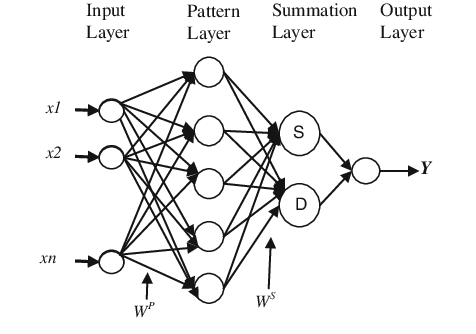 Input Layer
Pattern Layer
Summation Layer
Output Layer
x1
x2
xn
S
D
Y
W^P
W^S